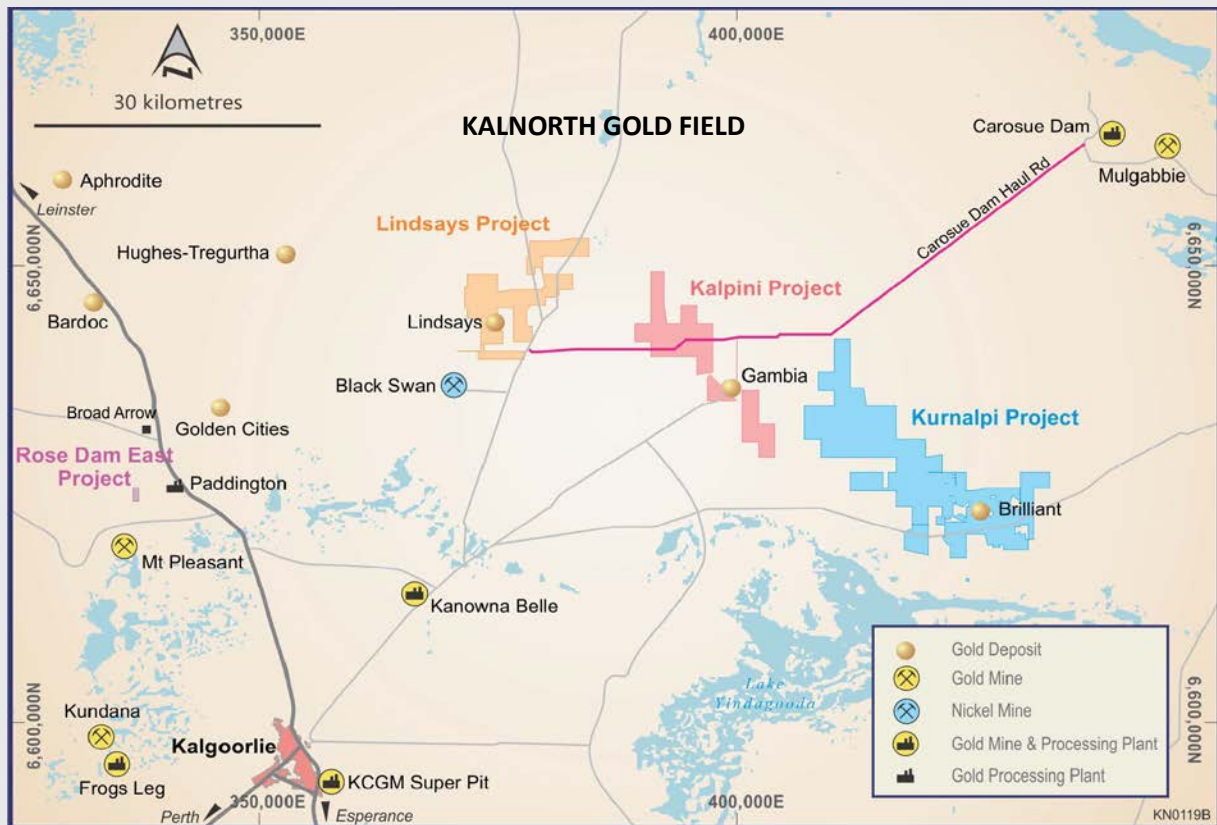 350,000E
400,000E
Z
30 kilometres
KALNORTH GOLD FIELD
Carosue Dam
Mulgabbie
Aphrodite
Leinster
Carosue Dam Haul Rd
Lindsays Project
Hughes-Tregurtha
6,650,000N
6,650,000N
Kalpini Project
Bardoc
Lindsays
Black Swan
Gambia
Broad Arrow
Golden Cities
Kurnalpi Project
Rose Dam East
Project
Paddington
Brilliant
Mt Pleasant
Kanowna Belle
Lake
Yindagooda
Gold Deposit
Gold Mine
Nickel Mine
Gold Mine & Processing Plant
Gold Processing Plant
6,600,000N
6,600,000N
Kundana
Kalgoorlie
Frogs Leg
KCGM Super Pit
350,000E
400,000E
Perth
Esperance
KN0119B